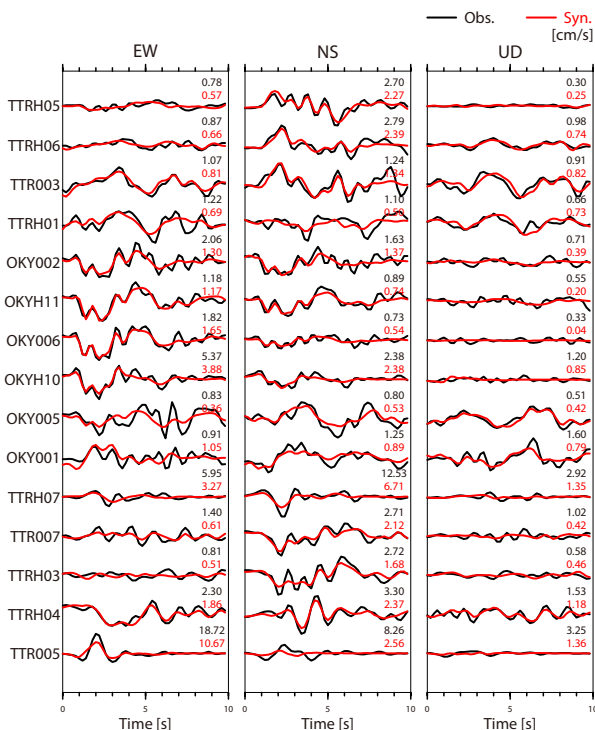 Obs. Syn.
[cm/s]
EW NS UD
0.78 2.70 0.30
0.57 2.27 0.25
TTRH05
0.87 2.79 0.98
0.66 2.39 0.74
TTRH06
1.07 1.24 0.91
0.81 0.82
TTR003
1.22 1.10 0.66
0.69 0.50 0.73
TTRH01
2.06 1.63 0.71
1.30 1.37 0.39
OKY002
1.18 0.89 0.55
1.17 0.74 0.20
OKYH11
1.82 0.73 0.33
1.65 0.54 0.04
OKY006
5.37 2.38 1.20
3.88 2.38 0.85
OKYH10
0.83 0.80 0.51
0.36 0.53 0.42
OKY005
0.91 1.25 1.60
1.05 0.89 0.79
OKY001
5.95 12.53 2.92
3.27 6.71 1.35
TTRH07
1.40 2.71 1.02
0.61 2.12 0.42
TTR007
0.81 2.72 0.58
0.51 1.68 0.46
TTRH03
2.30 3.30 1.53
1.86 2.37 1.18
TTRH04
18.72 8.26 3.25
10.67 2.56 1.36
TTR005
0 10 0 10 0 10
Time [s] Time [s] Time [s]